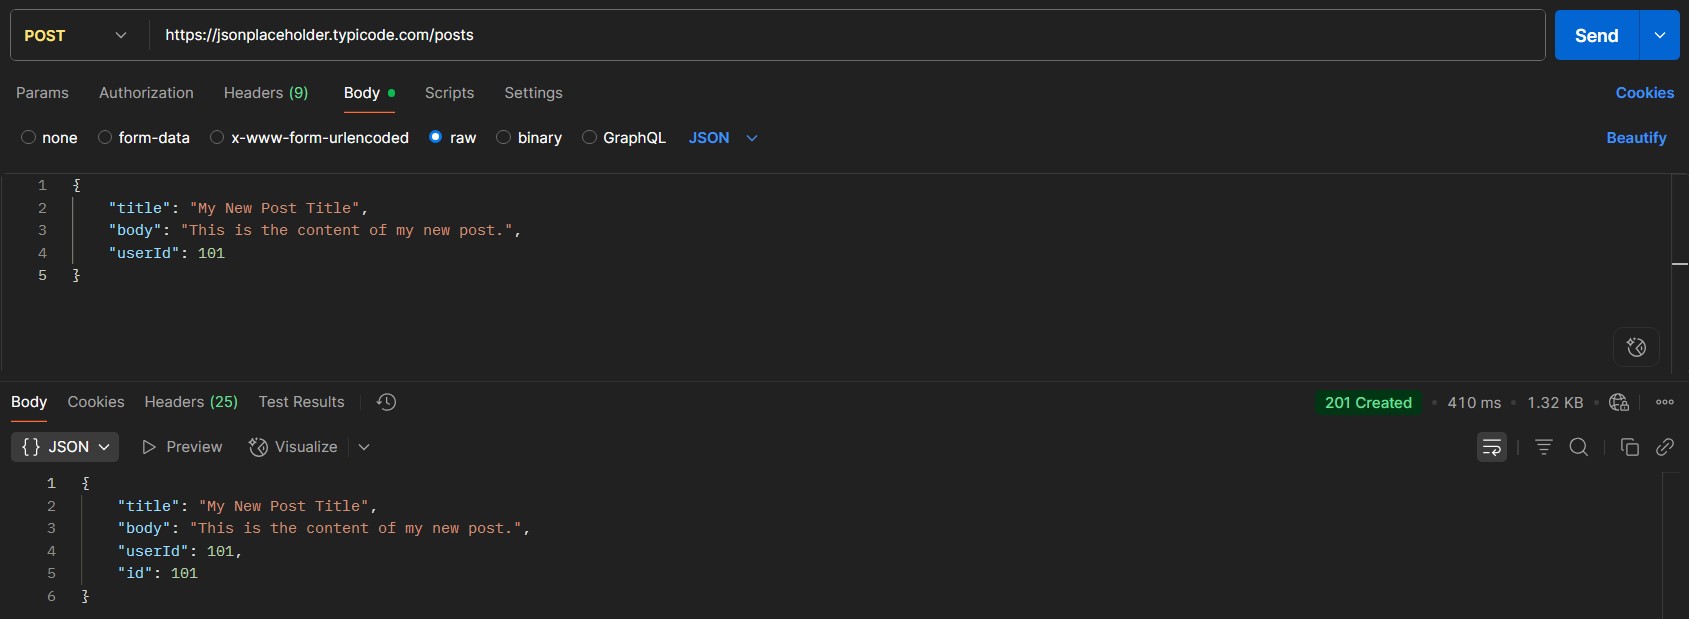 POST https://jsonplaceholder.typicode.com/posts Send
Params Authorization Headers (9) Body Scripts Settings Cookies
none form-data x-www-form-urlencoded raw binary GraphQL JSON Beautify
1 {
2 "title": "My New Post Title",
3 "body": "This is the content of my new post.",
4 "userId": 101
5 }
Body Cookies Headers (25) Test Results 201 Created 410 ms 1.32 KB
{} JSON Preview Visualize
1 {
2 "title": "My New Post Title",
3 "body": "This is the content of my new post.",
4 "userId": 101,
5 "id": 101
6 }